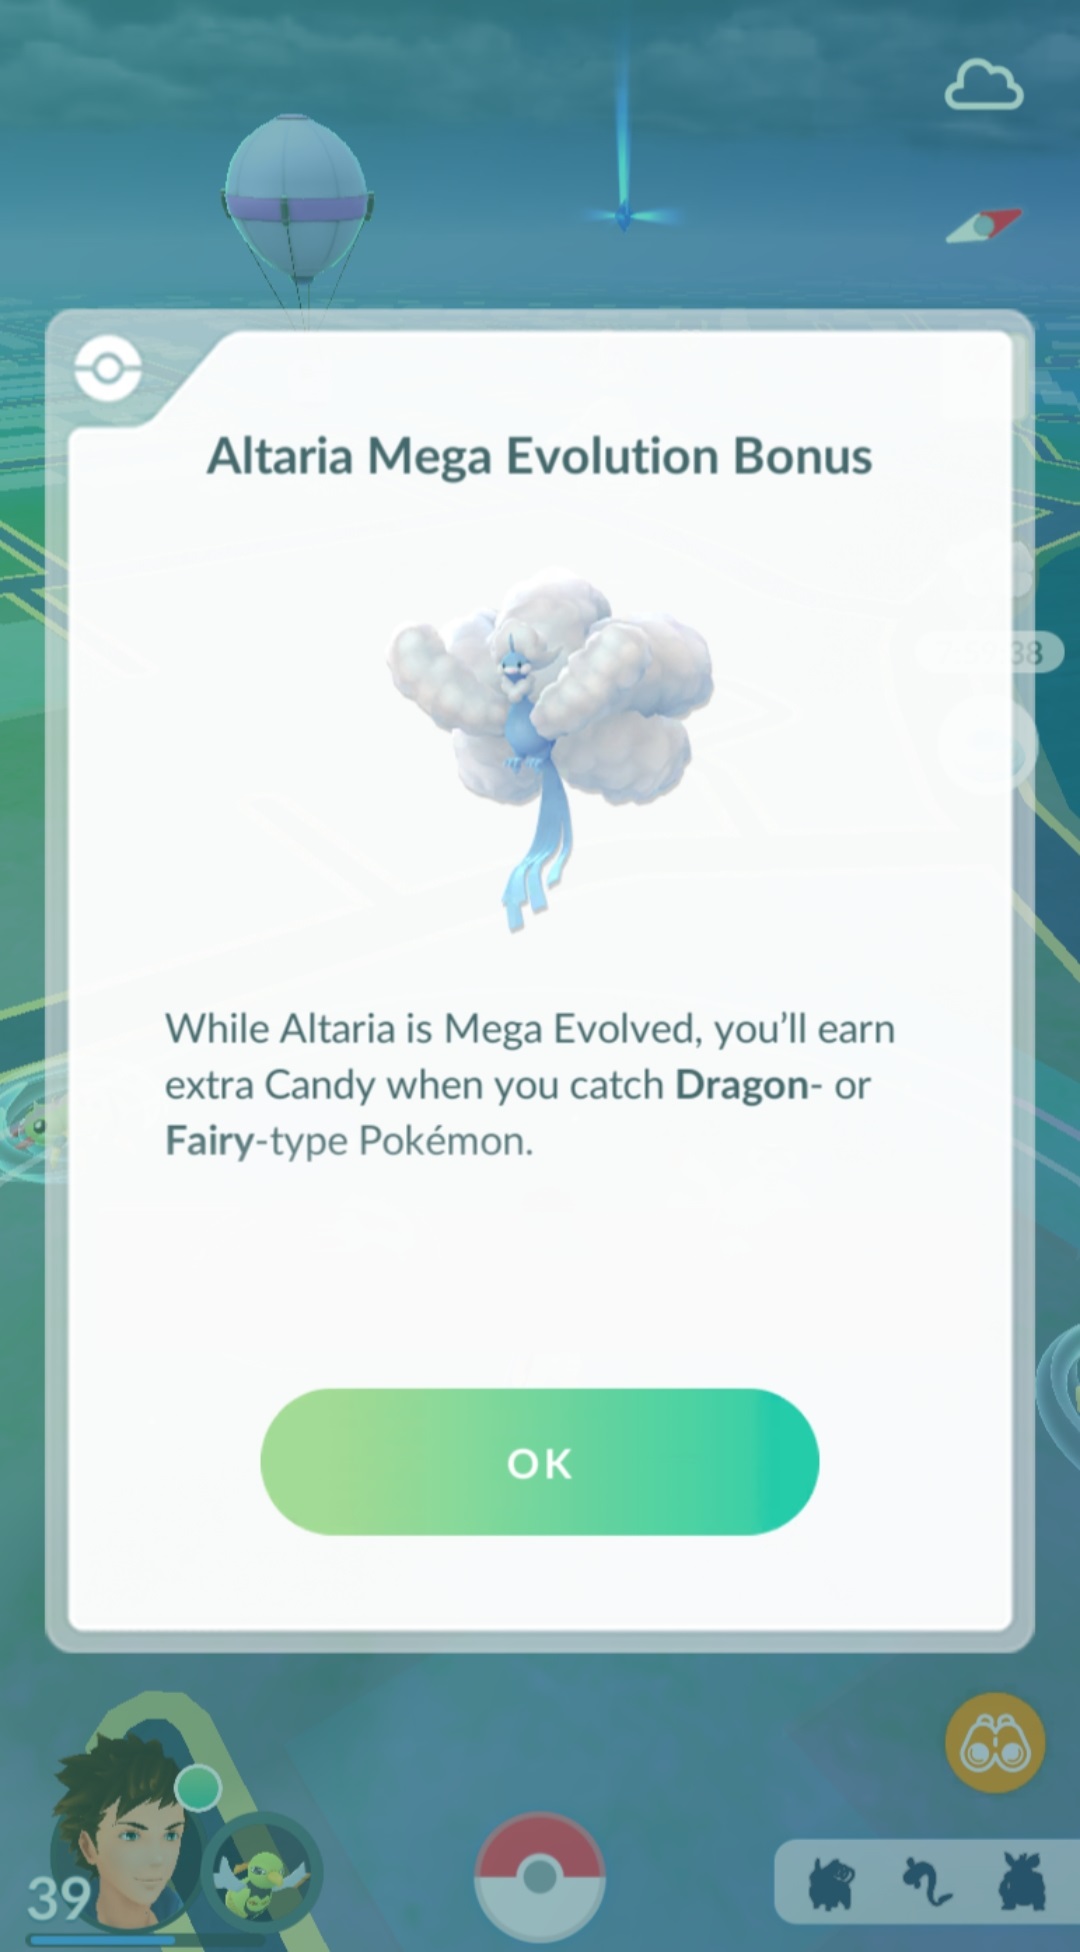 Altaria Mega Evolution Bonus
38
While Altaria is Mega Evolved, you’ll earn
extra Candy when you catch Dragon- or
Fairy-type Pokémon.
OK
39